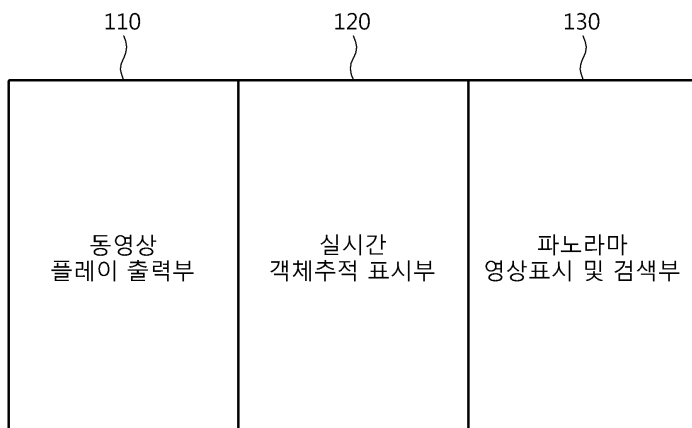 110
120
130
동영상
플레이 출력부
실시간
객체추적 표시부
파노라마
영상표시 및 검색부